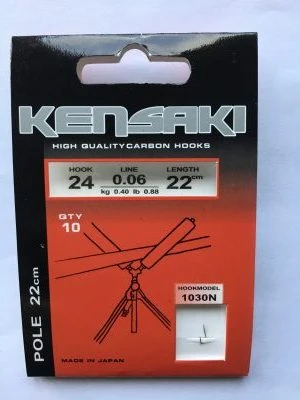 KENSAKI
HIGH QUALITY CARBON HOOKS
HOOK LINE LENGTH
24 0.06 22cm
kg 0.40 lb 0.88
QTY
10
HOOKMODEL
1030N
POLE 22cm
MADE IN JAPAN